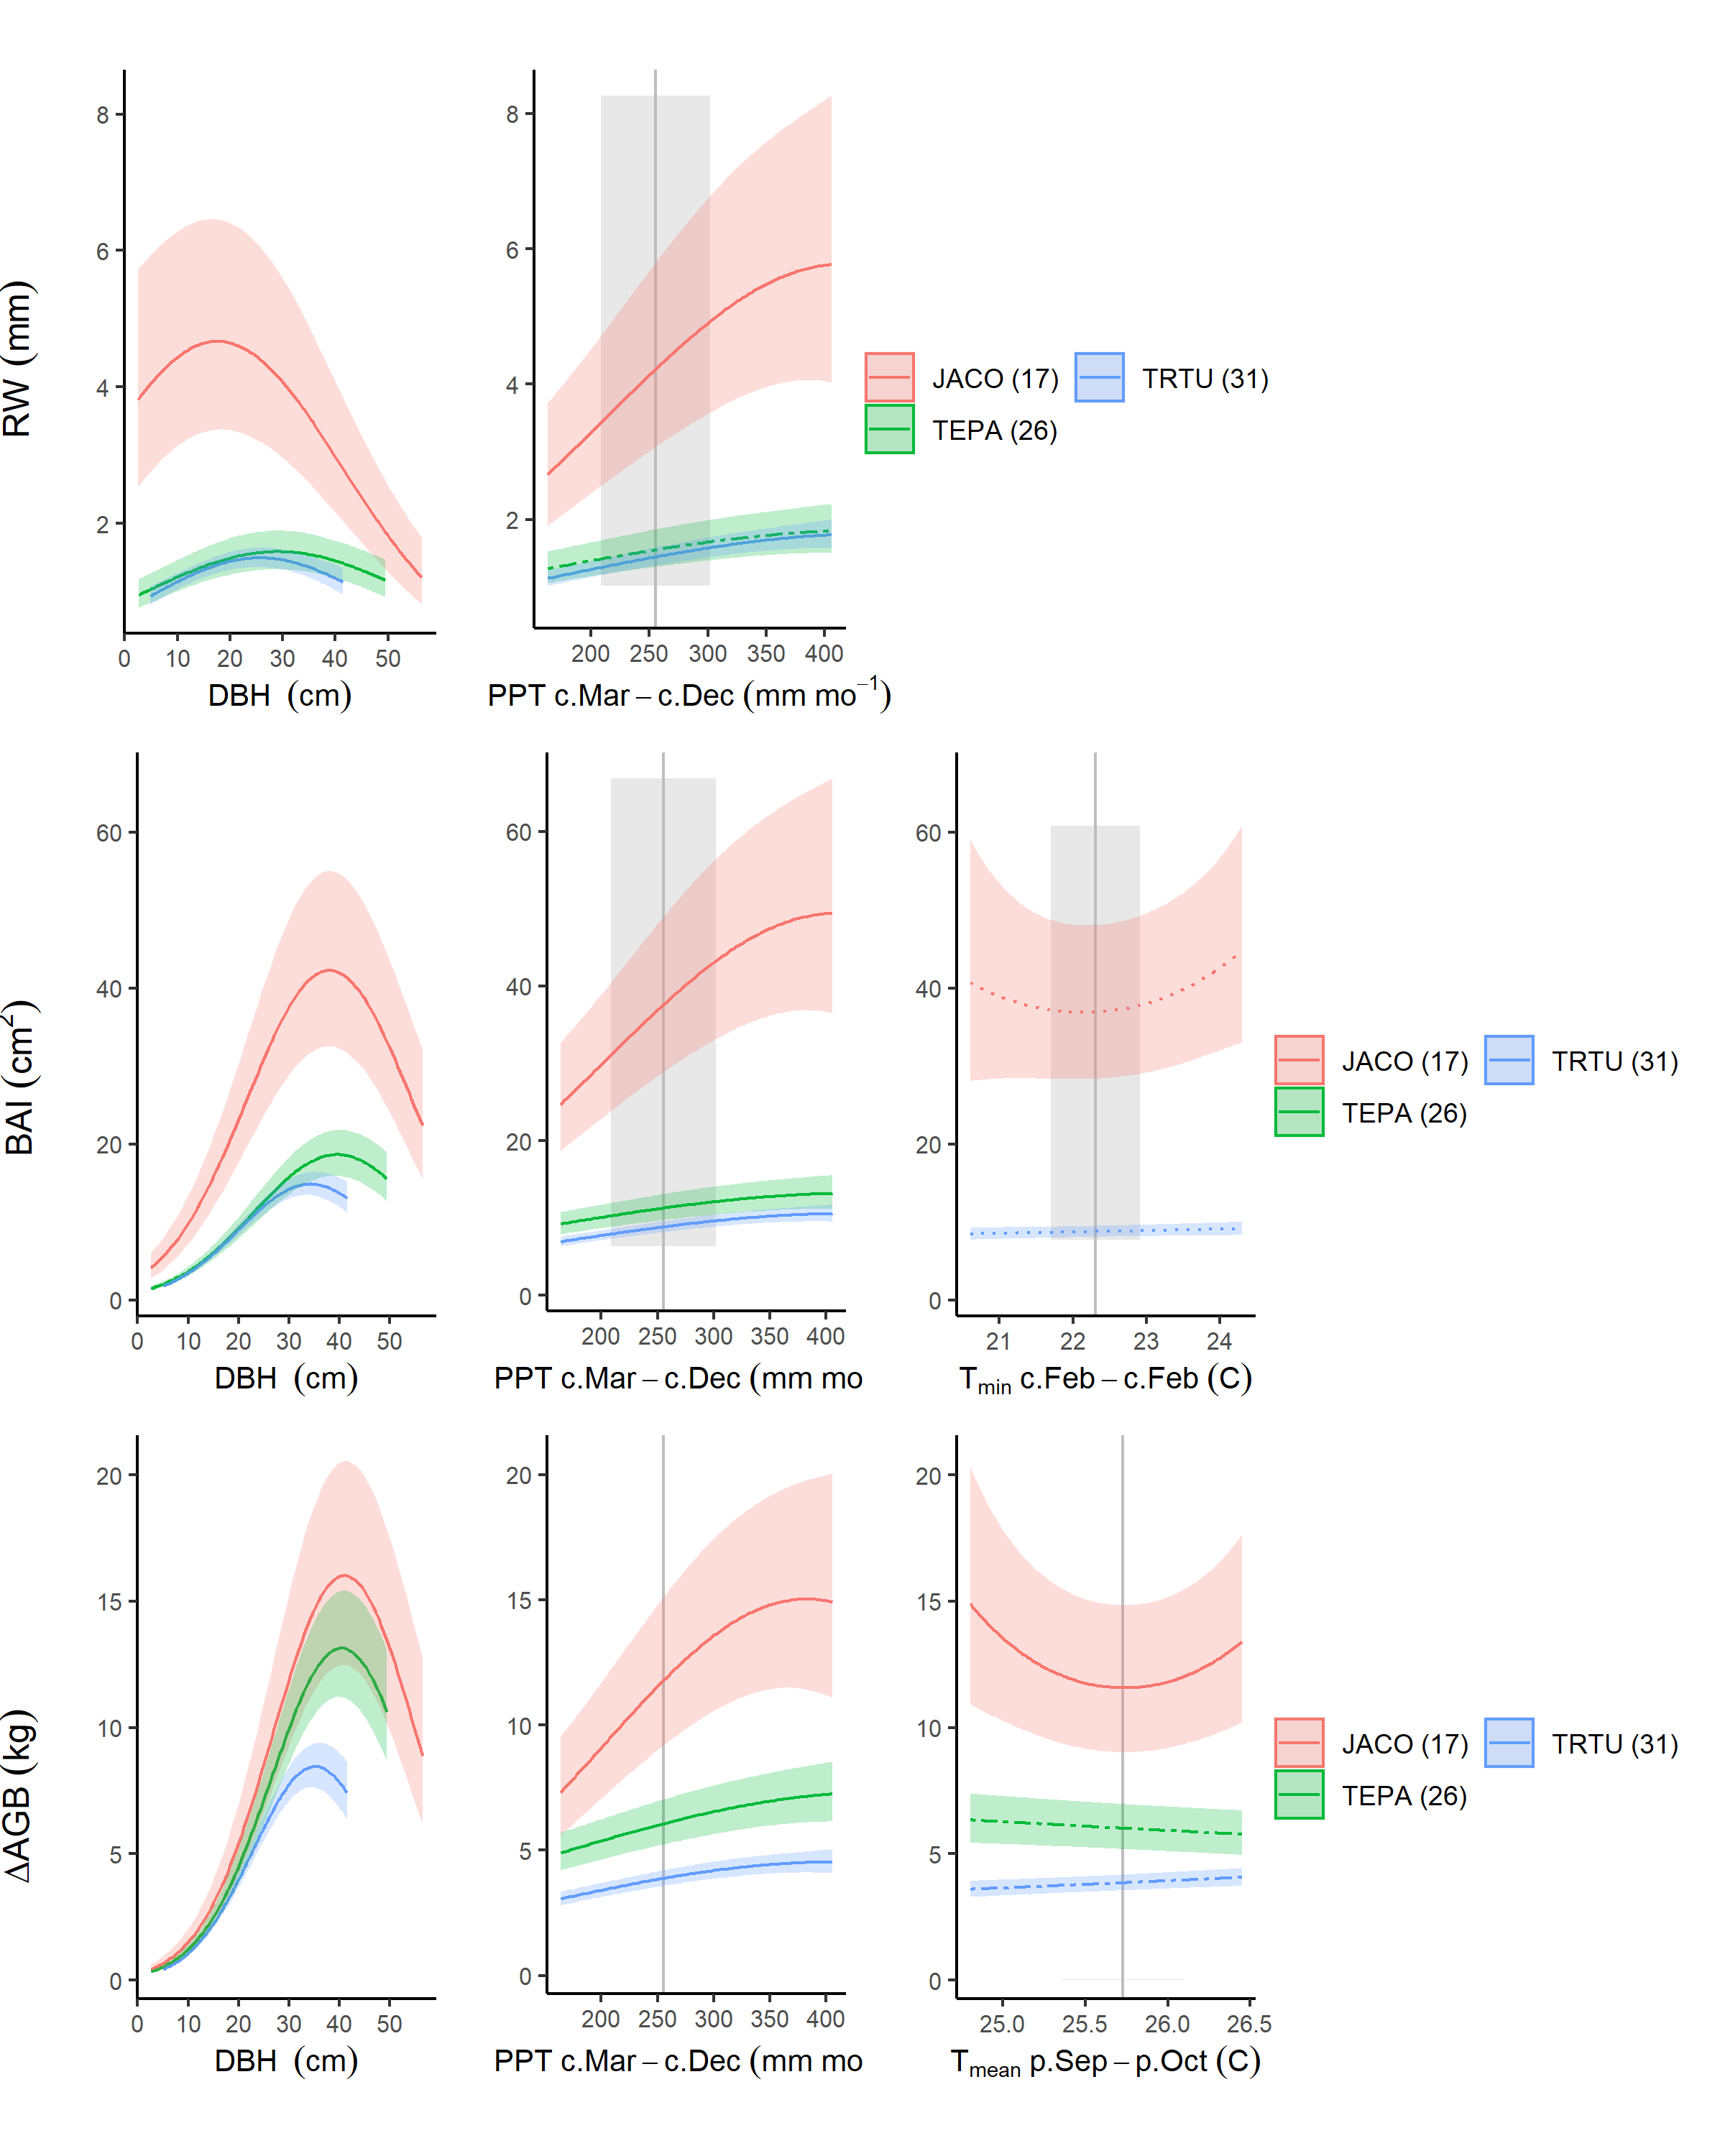 RW (mm)
8
6
4
2
0 10 20 30 40 50
DBH (cm)
8
6
4
2
200 250 300 350 400
PPT c.Mar – c.Dec (mm mo⁻¹)
JACO (17) TRTU (31)
TEPA (26)
BAI (cm²)
60
40
20
0
0 10 20 30 40 50
DBH (cm)
60
40
20
0
200 250 300 350 400
PPT c.Mar – c.Dec (mm mo
60
40
20
0
21 22 23 24
Tmin c.Feb – c.Feb (C)
JACO (17) TRTU (31)
TEPA (26)
ΔAGB (kg)
20
15
10
5
0
0 10 20 30 40 50
DBH (cm)
20
15
10
5
0
200 250 300 350 400
PPT c.Mar – c.Dec (mm mo
20
15
10
5
0
25.0 25.5 26.0 26.5
Tmean p.Sep – p.Oct (C)
JACO (17) TRTU (31)
TEPA (26)